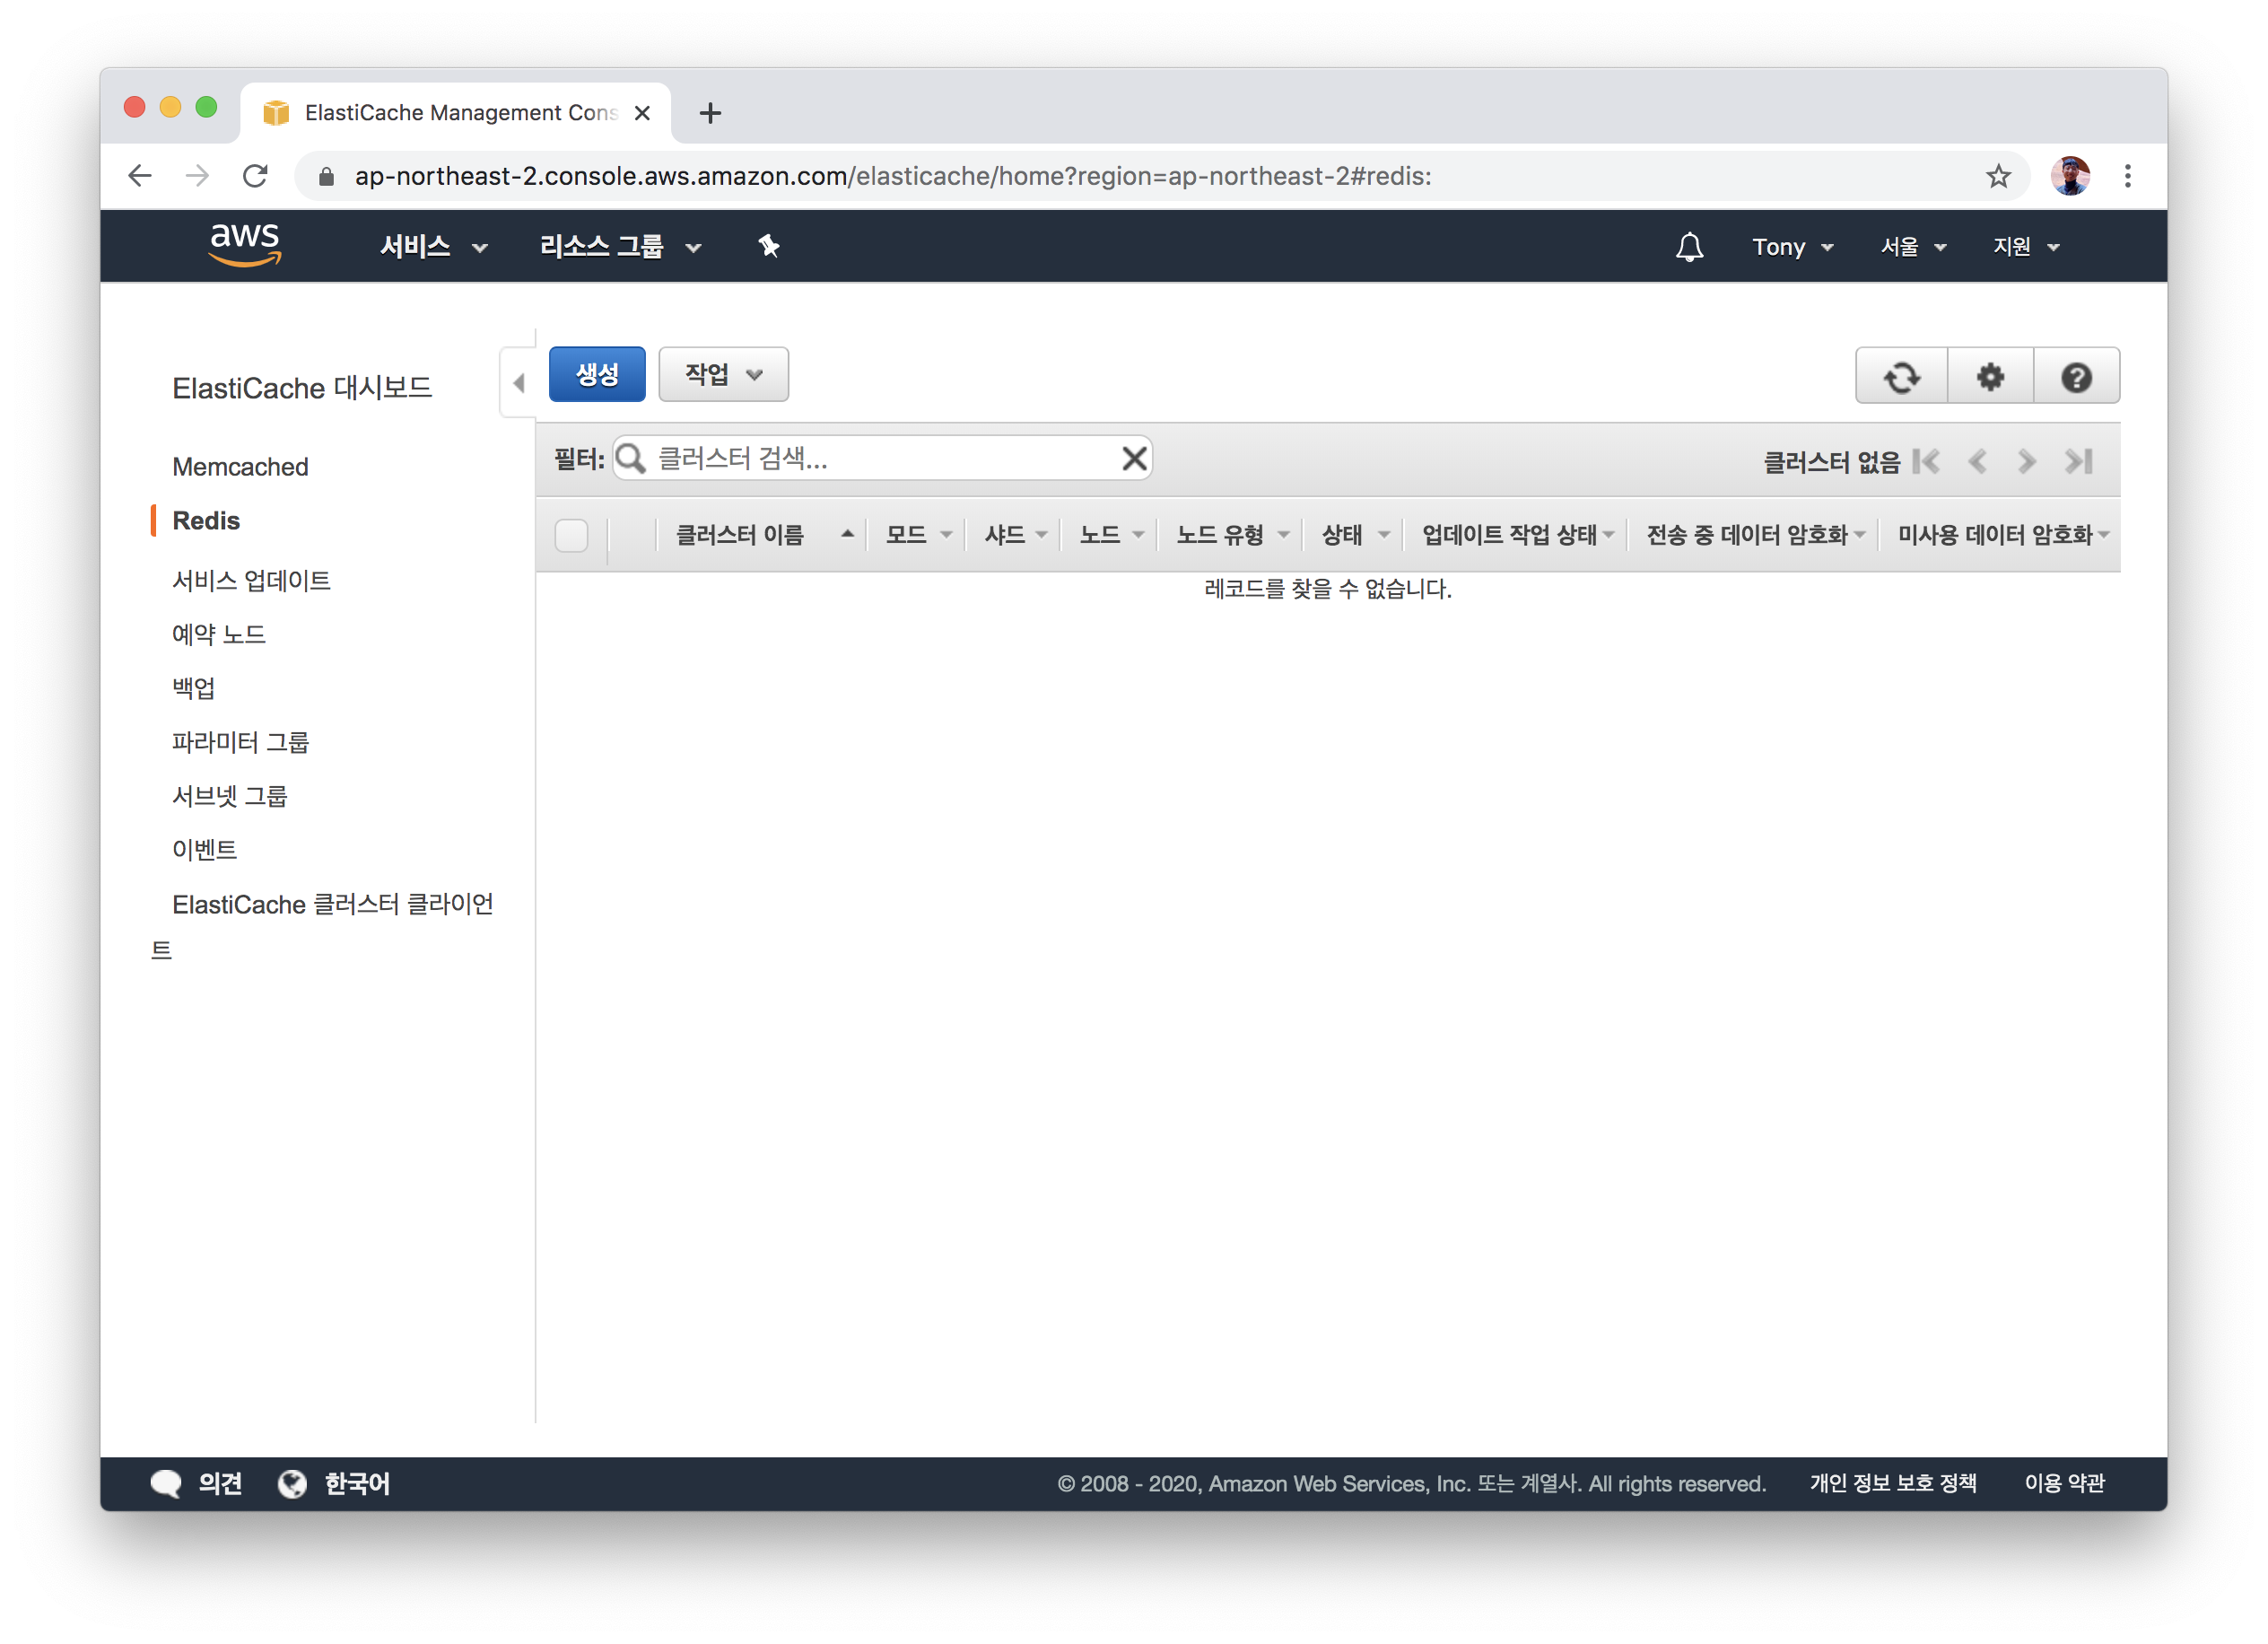 ElastiCache Management Cons
ap-northeast-2.console.aws.amazon.com/elasticache/home?region=ap-northeast-2#redis:
aws 서비스 리소스 그룹 Tony 서울 지원
ElastiCache 대시보드
Memcached
Redis
서비스 업데이트
예약 노드
백업
파라미터 그룹
서브넷 그룹
이벤트
ElastiCache 클러스터 클라이언
트
생성 작업
필터: 클러스터 검색... 클러스터 없음
클러스터 이름 모드 샤드 노드 노드 유형 상태 업데이트 작업 상태 전송 중 데이터 암호화 미사용 데이터 암호화
레코드를 찾을 수 없습니다.
의견 한국어 © 2008 - 2020, Amazon Web Services, Inc. 또는 계열사. All rights reserved. 개인 정보 보호 정책 이용 약관